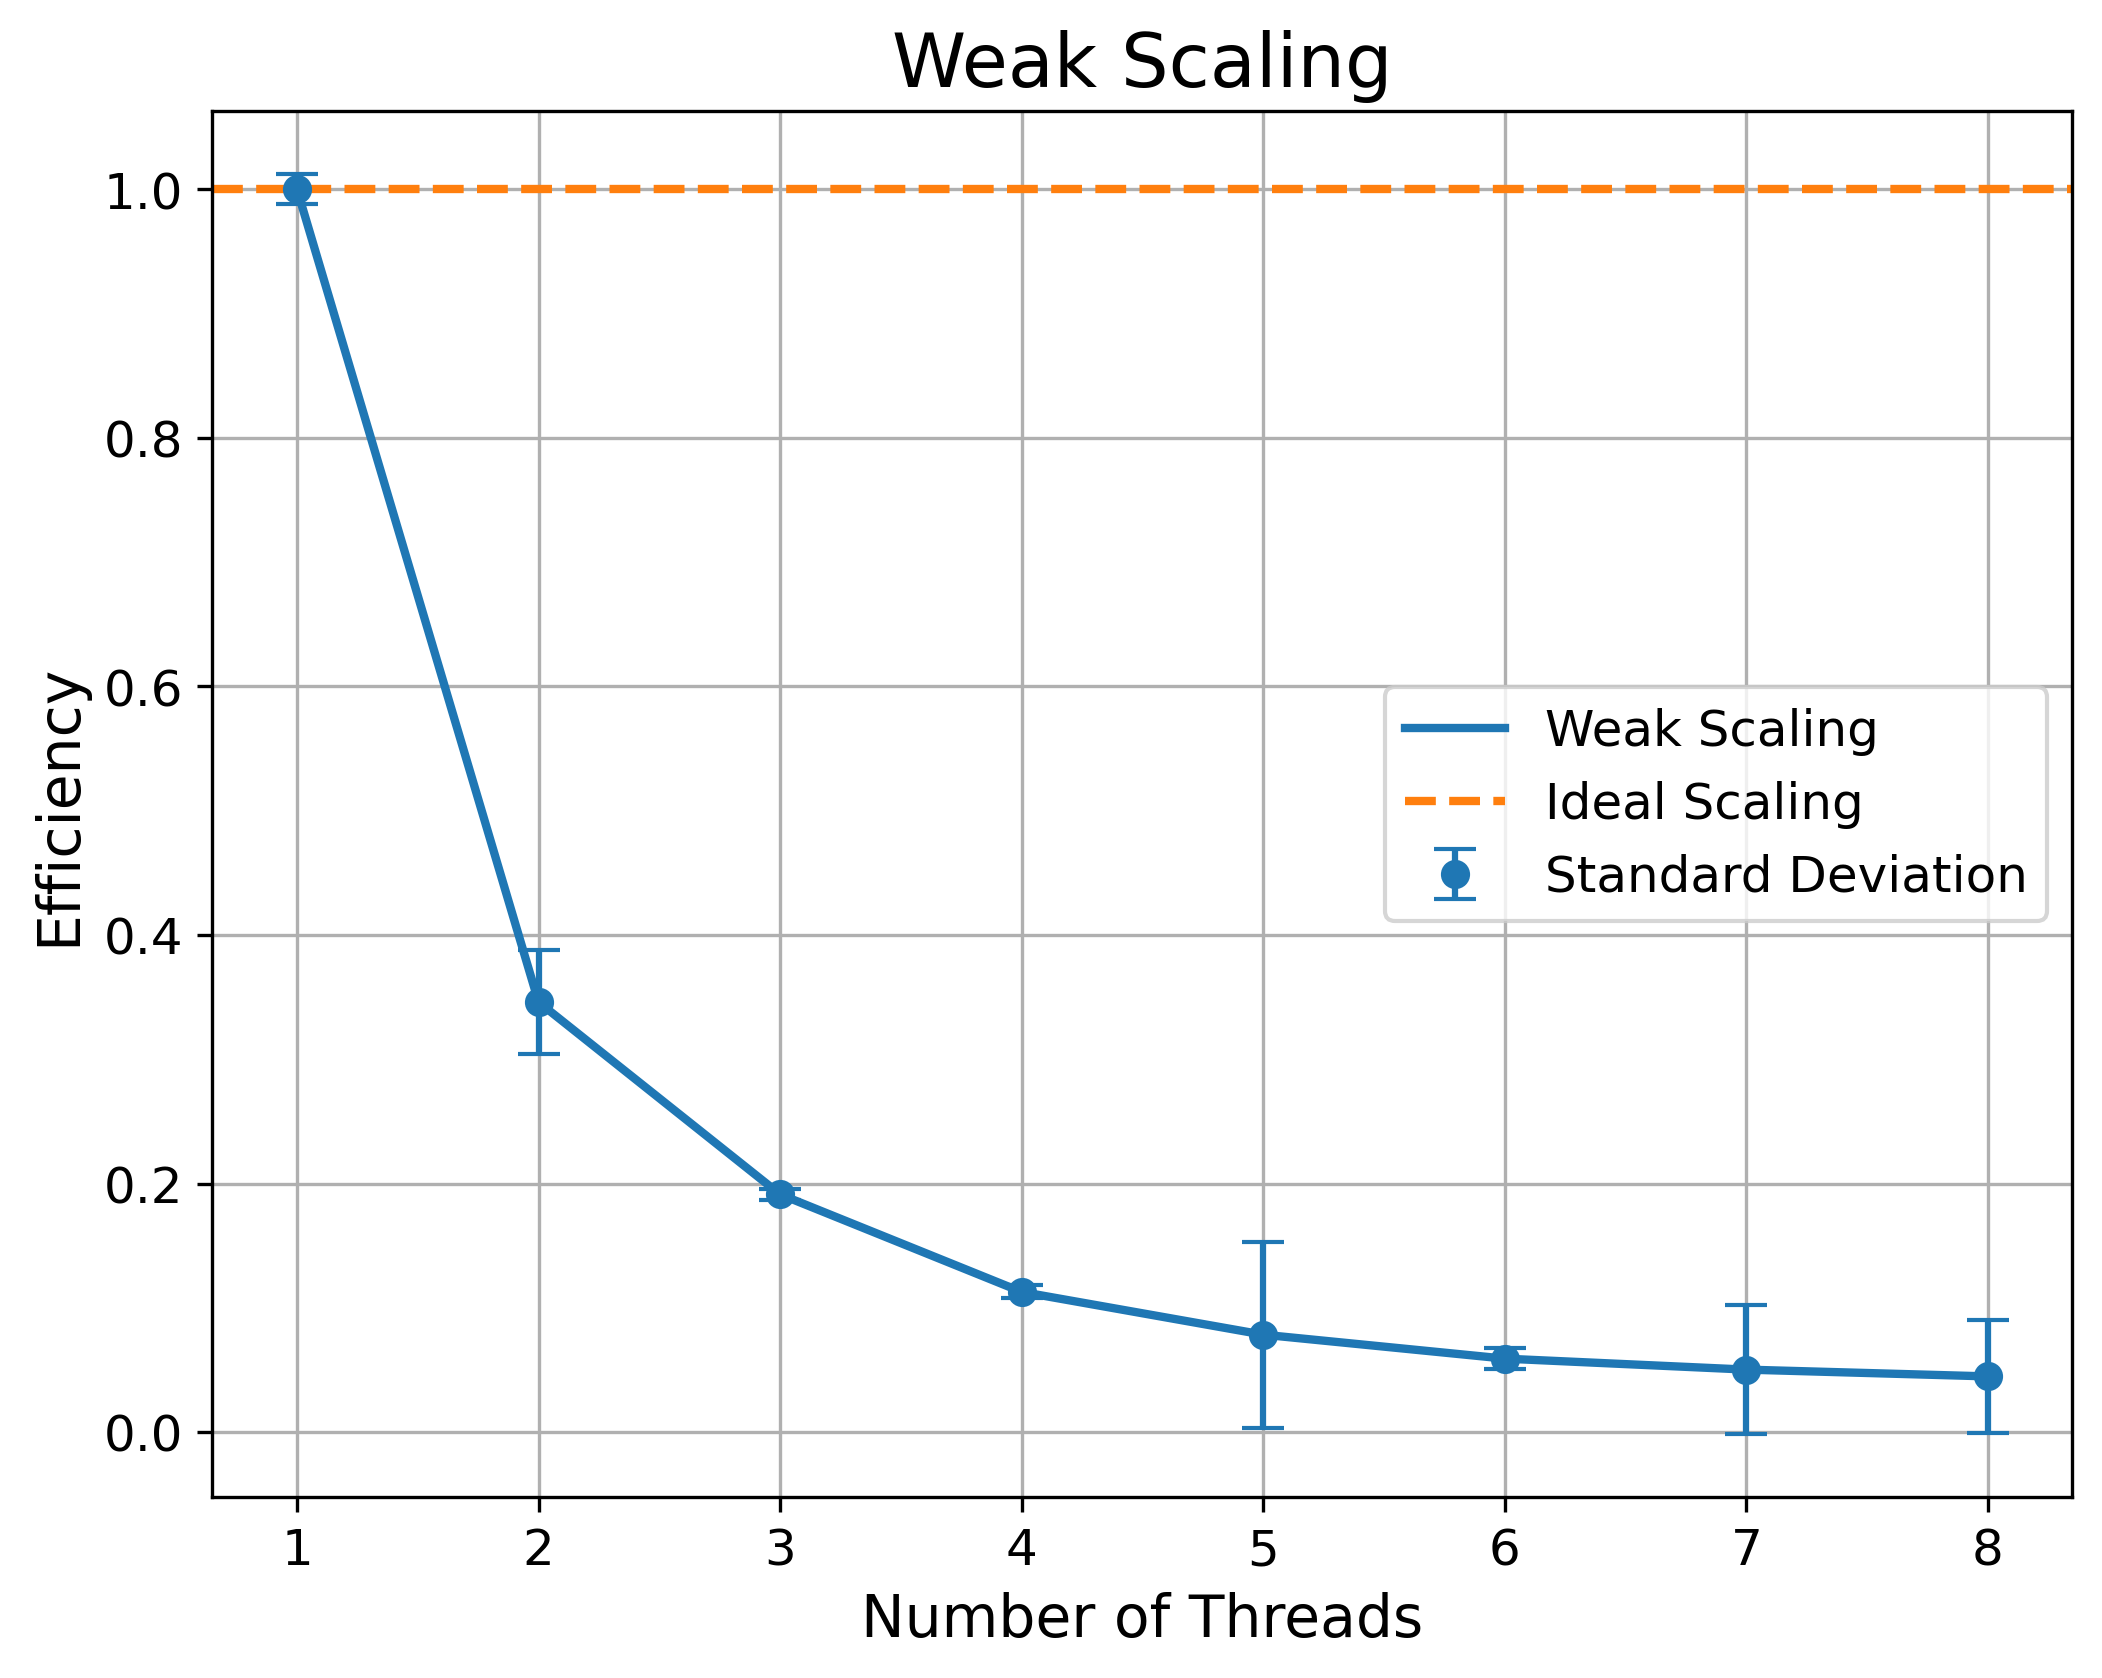 Weak Scaling
1.0
0.8
0.6
0.4
0.2
0.0
Efficiency
Weak Scaling
Ideal Scaling
Standard Deviation
1 2 3 4 5 6 7 8
Number of Threads